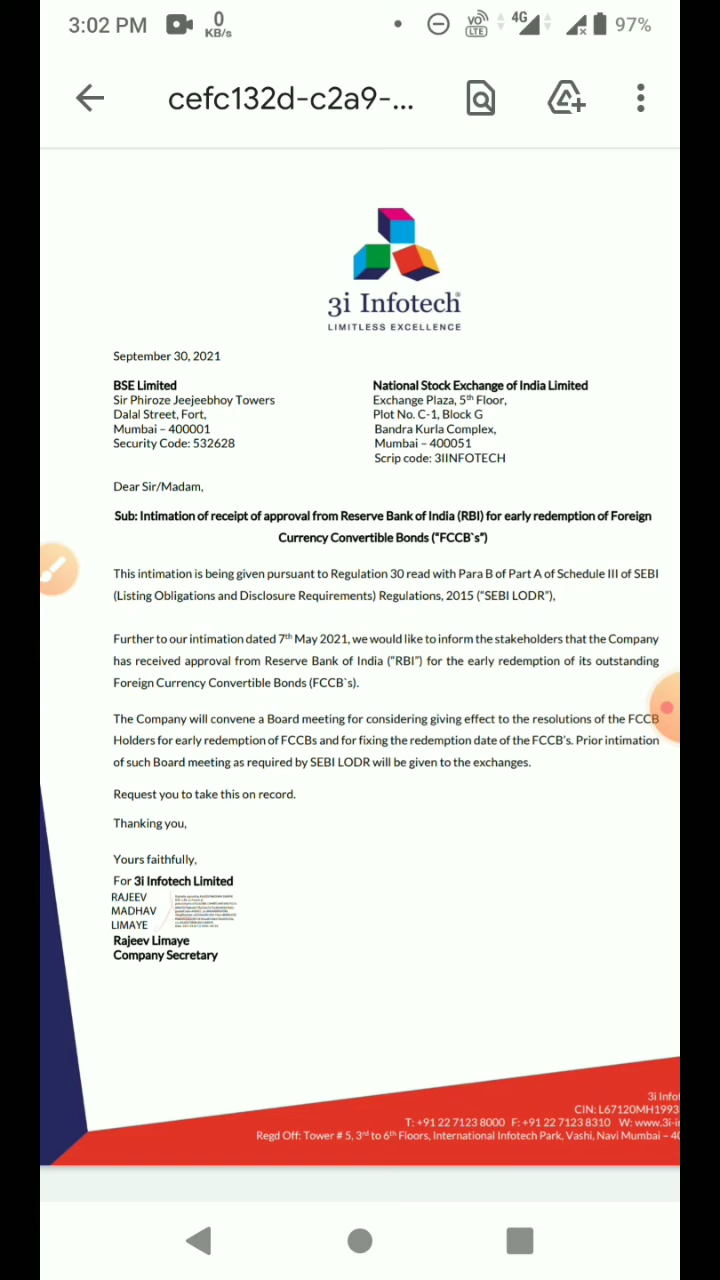 3:02 PM 0 KB/s VO LTE 4G 97%
cefc132d-c2a9-...
3i Infotech
LIMITLESS EXCELLENCE
September 30, 2021
BSE Limited
Sir Phiroze Jeejeebhoy Towers
Dalal Street, Fort,
Mumbai – 400001
Security Code: 532628
National Stock Exchange of India Limited
Exchange Plaza, 5th Floor,
Plot No. C-1, Block G
Bandra Kurla Complex,
Mumbai – 400051
Scrip code: 3IINFOTECH
Dear Sir/Madam,
Sub: Intimation of receipt of approval from Reserve Bank of India (RBI) for early redemption of Foreign
Currency Convertible Bonds ("FCCB`s")
This intimation is being given pursuant to Regulation 30 read with Para B of Part A of Schedule III of SEBI
(Listing Obligations and Disclosure Requirements) Regulations, 2015 ("SEBI LODR"),
Further to our intimation dated 7th May 2021, we would like to inform the stakeholders that the Company
has received approval from Reserve Bank of India ("RBI") for the early redemption of its outstanding
Foreign Currency Convertible Bonds (FCCB`s).
The Company will convene a Board meeting for considering giving effect to the resolutions of the FCCB
Holders for early redemption of FCCBs and for fixing the redemption date of the FCCB's. Prior intimation
of such Board meeting as required by SEBI LODR will be given to the exchanges.
Request you to take this on record.
Thanking you,
Yours faithfully,
For 3i Infotech Limited
RAJEEV
MADHAV
LIMAYE
Rajeev Limaye
Company Secretary
3i Infot
CIN: L67120MH1993
T: +91 22 7123 8000 F: +91 22 7123 8310 W: www.3i-i
Regd Off: Tower # 5, 3rd to 6th Floors, International Infotech Park, Vashi, Navi Mumbai – 40